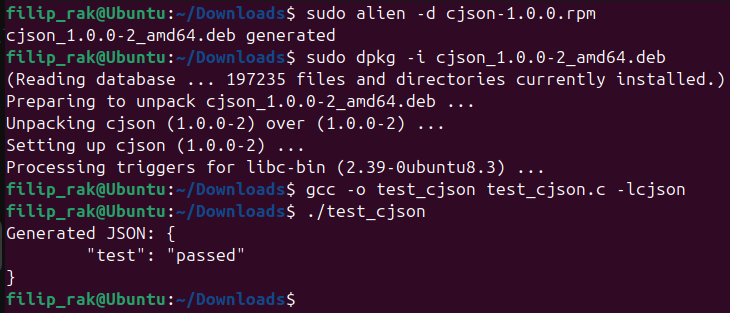 filip_rak@Ubuntu:~/Downloads$ sudo alien -d cjson-1.0.0.rpm
cjson_1.0.0-2_amd64.deb generated
filip_rak@Ubuntu:~/Downloads$ sudo dpkg -i cjson_1.0.0-2_amd64.deb
(Reading database ... 197235 files and directories currently installed.)
Preparing to unpack cjson_1.0.0-2_amd64.deb ...
Unpacking cjson (1.0.0-2) over (1.0.0-2) ...
Setting up cjson (1.0.0-2) ...
Processing triggers for libc-bin (2.39-0ubuntu8.3) ...
filip_rak@Ubuntu:~/Downloads$ gcc -o test_cjson test_cjson.c -lcjson
filip_rak@Ubuntu:~/Downloads$ ./test_cjson
Generated JSON: {
        "test": "passed"
}
filip_rak@Ubuntu:~/Downloads$